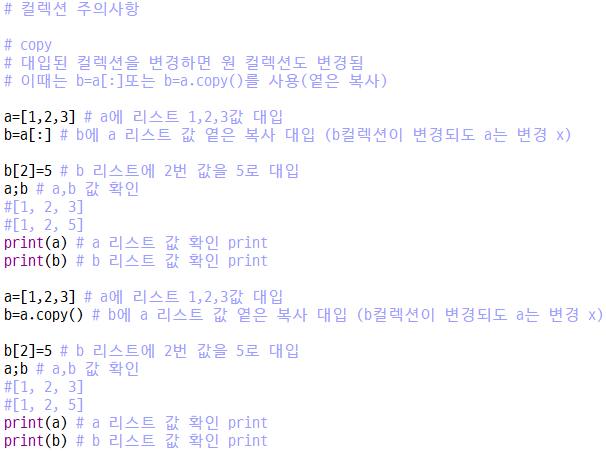 # 컬렉션 주의사항
# copy
# 대입된 컬렉션을 변경하면 원 컬렉션도 변경됨
# 이때는 b=a[:]또는 b=a.copy()를 사용(옅은 복사)
a=[1,2,3] # a에 리스트 1,2,3값 대입
b=a[:] # b에 a 리스트 값 옅은 복사 대입 (b컬렉션이 변경되도 a는 변경 x)
b[2]=5 # b 리스트에 2번 값을 5로 대입
a;b # a,b 값 확인
#[1, 2, 3]
#[1, 2, 5]
print(a) # a 리스트 값 확인 print
print(b) # b 리스트 값 확인 print
a=[1,2,3] # a에 리스트 1,2,3값 대입
b=a.copy() # b에 a 리스트 값 옅은 복사 대입 (b컬렉션이 변경되도 a는 변경 x)
b[2]=5 # b 리스트에 2번 값을 5로 대입
a;b # a,b 값 확인
#[1, 2, 3]
#[1, 2, 5]
print(a) # a 리스트 값 확인 print
print(b) # b 리스트 값 확인 print